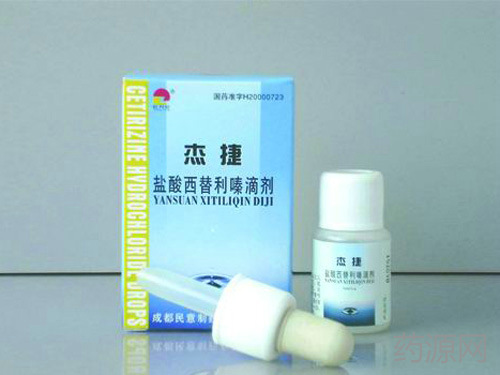 国药准字H20000723
杰捷
盐酸西替利嗪滴剂
YANSUAN XITILIQIN DIJI
成都民意制
CETIRIZINE HYDROCHLORIDE DROPS
杰捷
盐酸西替利嗪滴剂
YANSUAN XITILIQIN DIJI
药源网